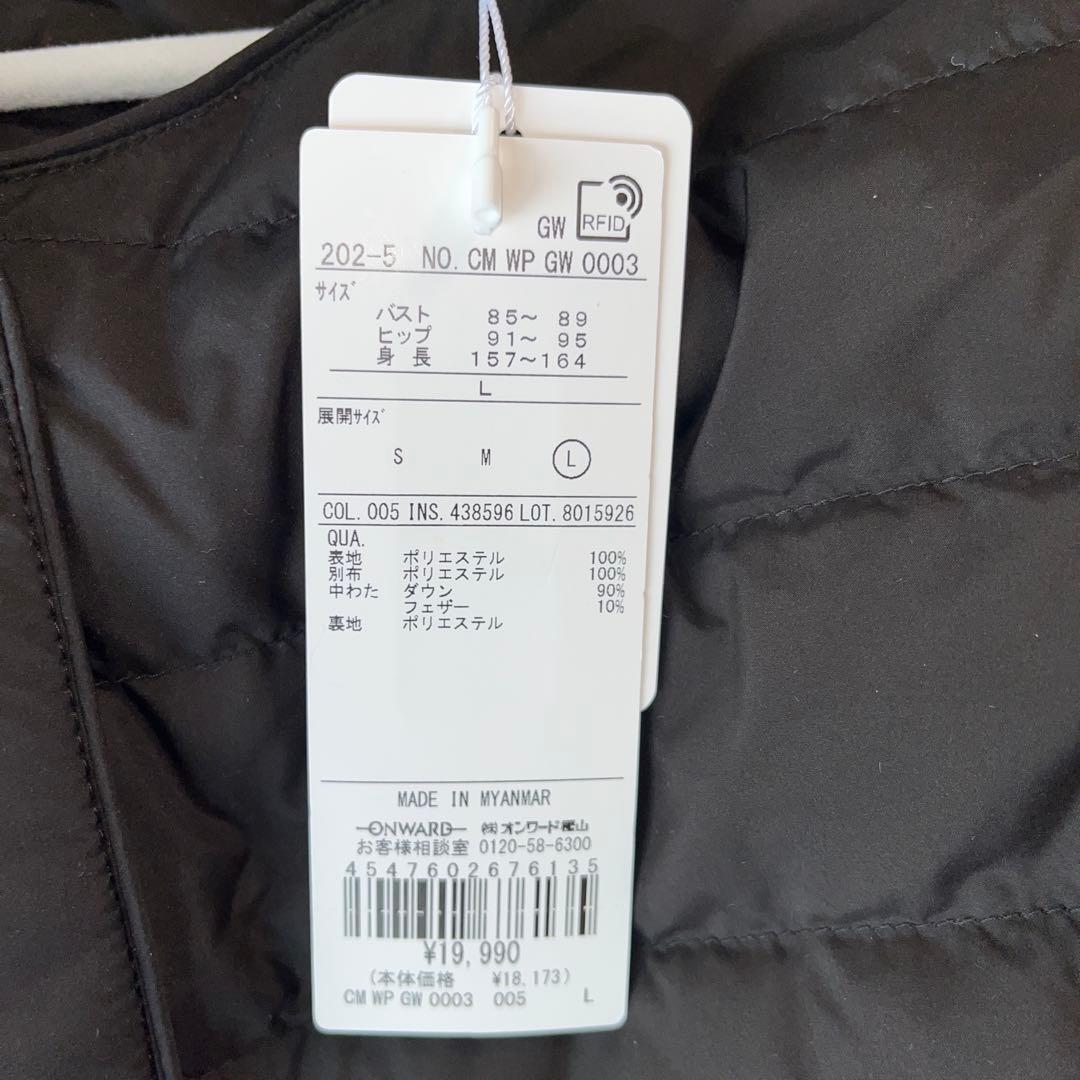 GW RFID
202-5 NO. CM WP GW 0003
サイズ
バスト 85～ 89
ヒップ 91～ 95
身 長 157～164
L
展開サイズ
S M L
COL. 005 INS. 438596 LOT. 8015926
QUA.
表地 ポリエステル 100%
別布 ポリエステル 100%
中わた ダウン 90%
フェザー 10%
裏地 ポリエステル
MADE IN MYANMAR
ONWARD ㈱オンワード樫山
お客様相談室 0120-58-6300
4547602676135
¥19,990
(本体価格 ¥18,173)
CM WP GW 0003 005 L